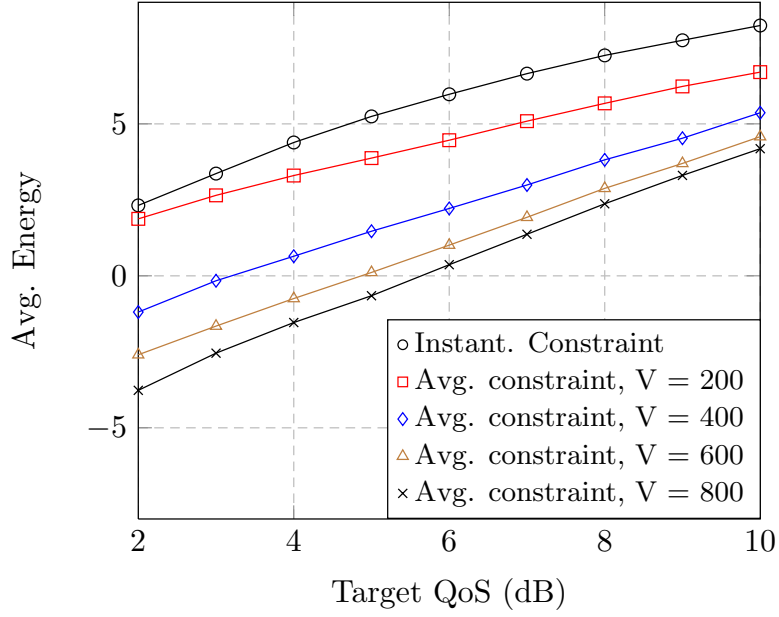 Avg. Energy
5
0
−5
2
4
6
8
10
Target QoS (dB)
Instant. Constraint
Avg. constraint, V = 200
Avg. constraint, V = 400
Avg. constraint, V = 600
Avg. constraint, V = 800